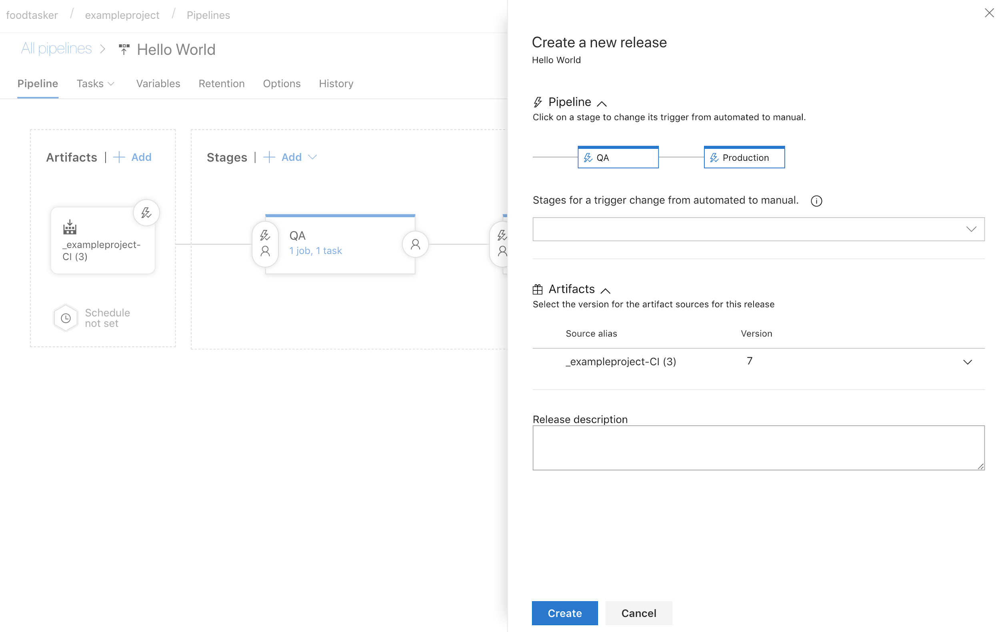 foodtasker / exampleproject / Pipelines
All pipelines > Hello World
Pipeline Tasks Variables Retention Options History
Artifacts | + Add
Stages | + Add
_exampleproject-
CI (3)
Schedule
not set
QA
1 job, 1 task
Create a new release
Hello World
Pipeline
Click on a stage to change its trigger from automated to manual.
QA
Production
Stages for a trigger change from automated to manual.
Artifacts
Select the version for the artifact sources for this release
Source alias Version
_exampleproject-CI (3) 7
Release description
Create Cancel